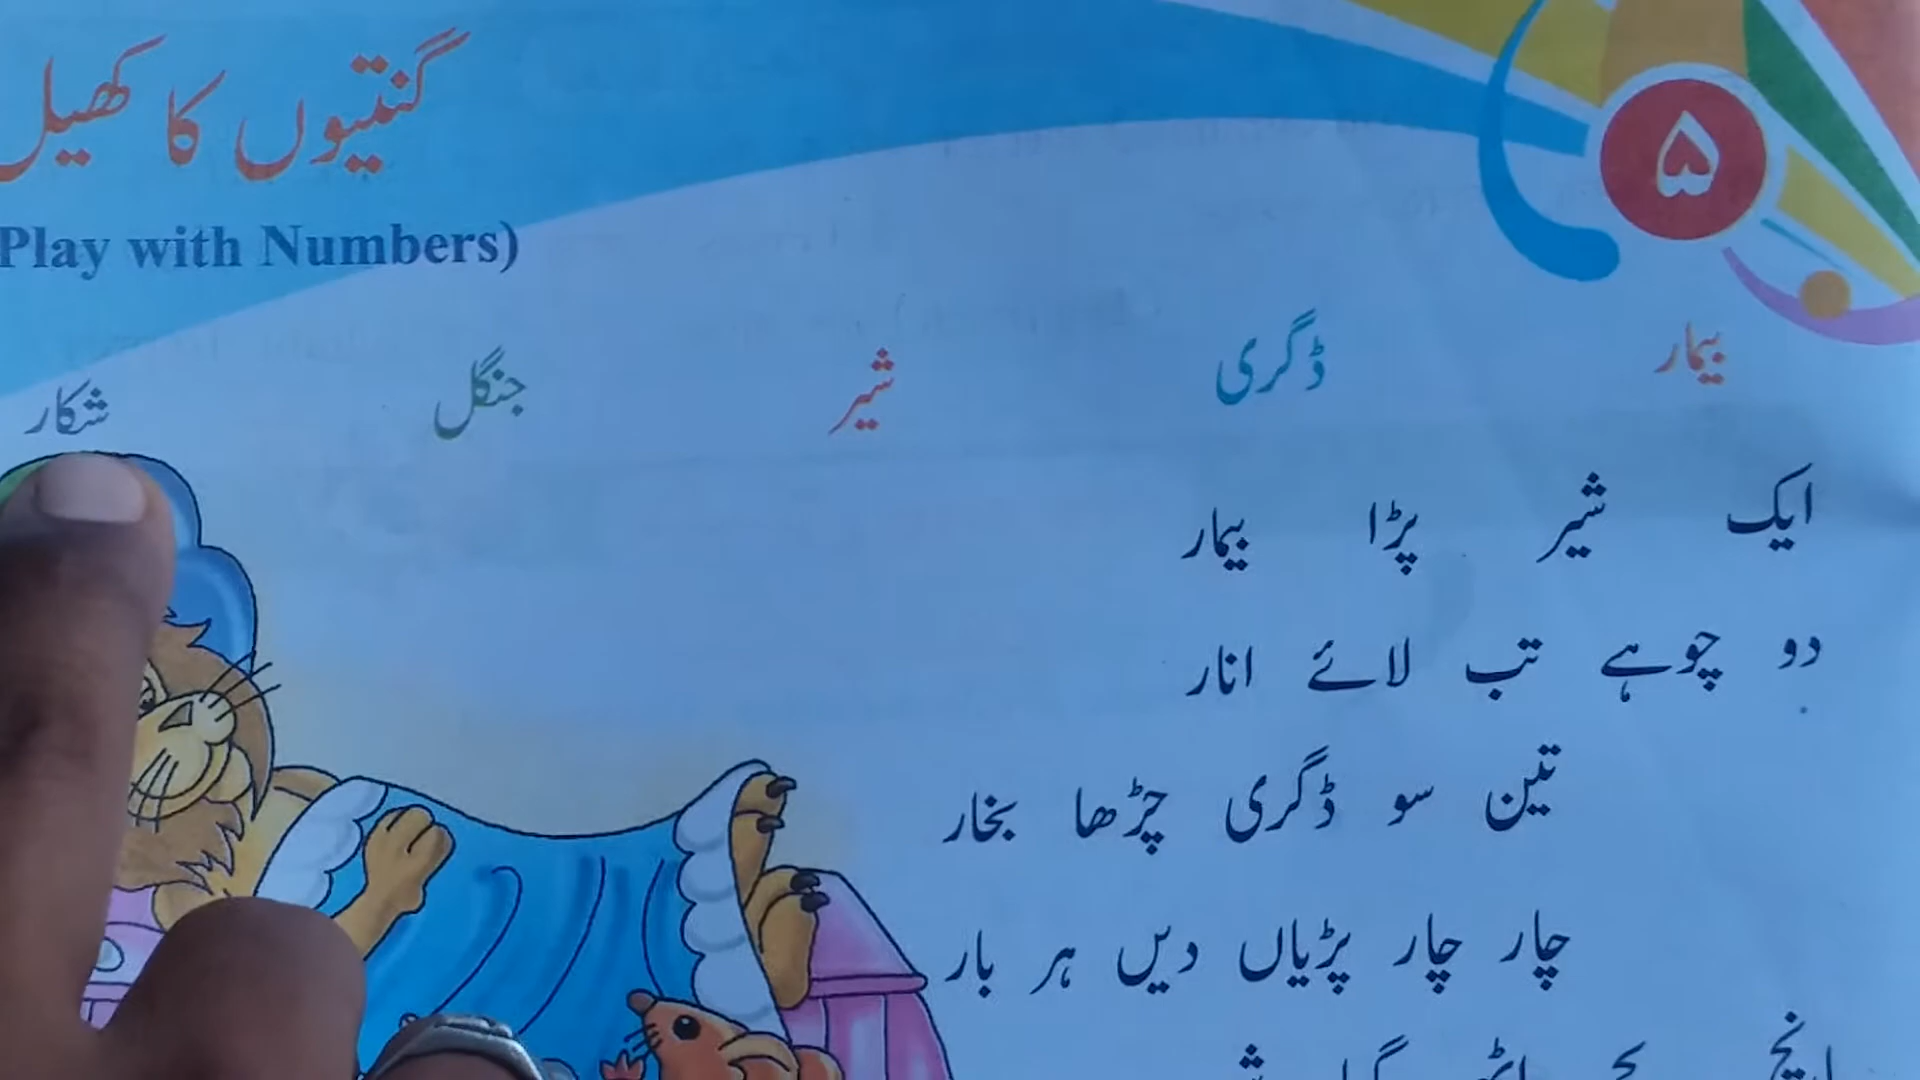 ۵
گنتیوں کا کھیل
Play with Numbers)
بیمار ڈگری شیر جنگل شکار
ایک شیر پڑا بیمار
دو چوہے تب لائے انار
تین سو ڈگری چڑھا بخار
چار چار پڑیاں دیں ہر بار